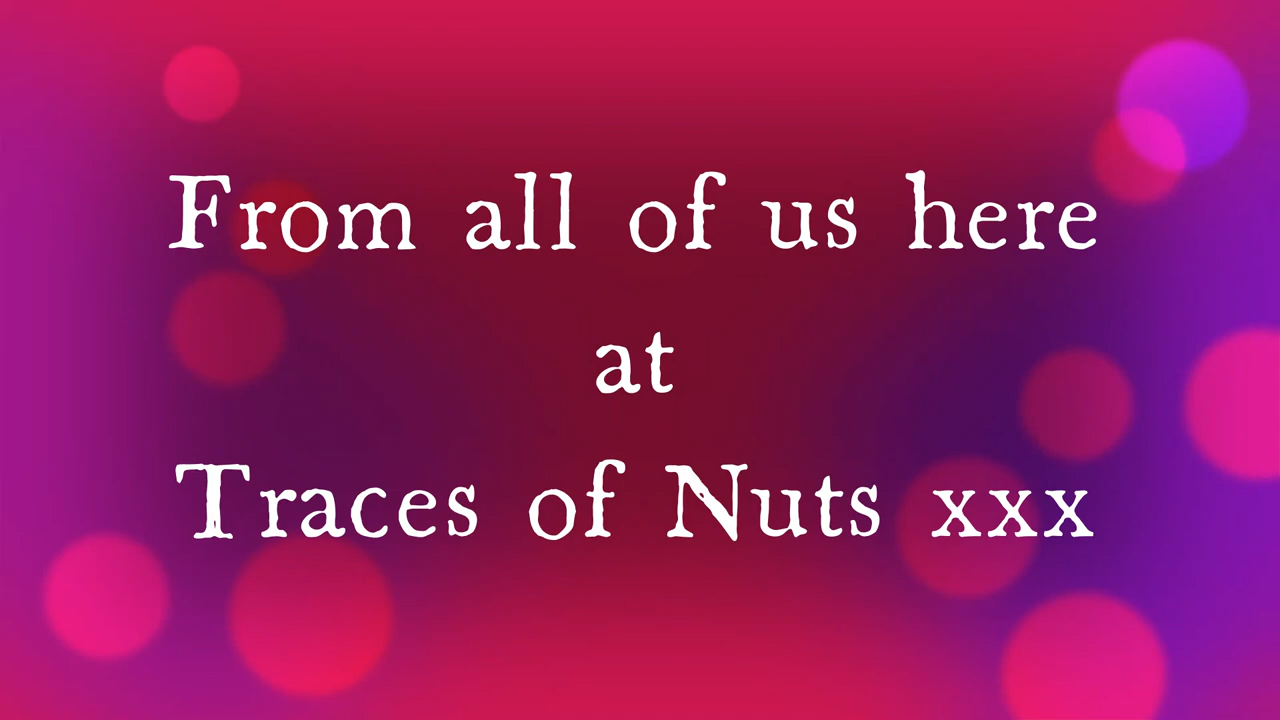 From all of us here
at
Traces of Nuts xxx